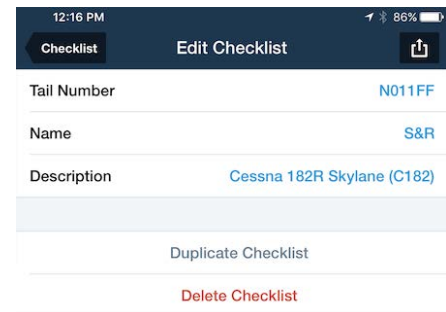 12:16 PM 86%
Checklist Edit Checklist
Tail Number N011FF
Name S&R
Description Cessna 182R Skylane (C182)
Duplicate Checklist
Delete Checklist